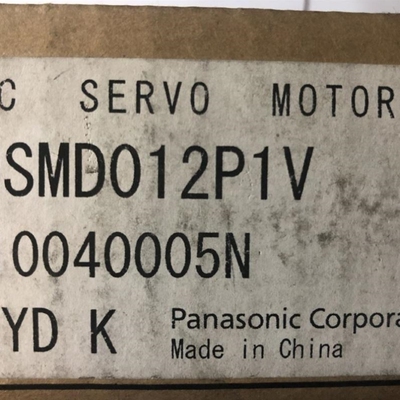 C SERVO MOTOR
SMD012P1V
0040005N
YD K Panasonic Corpora
Made in China